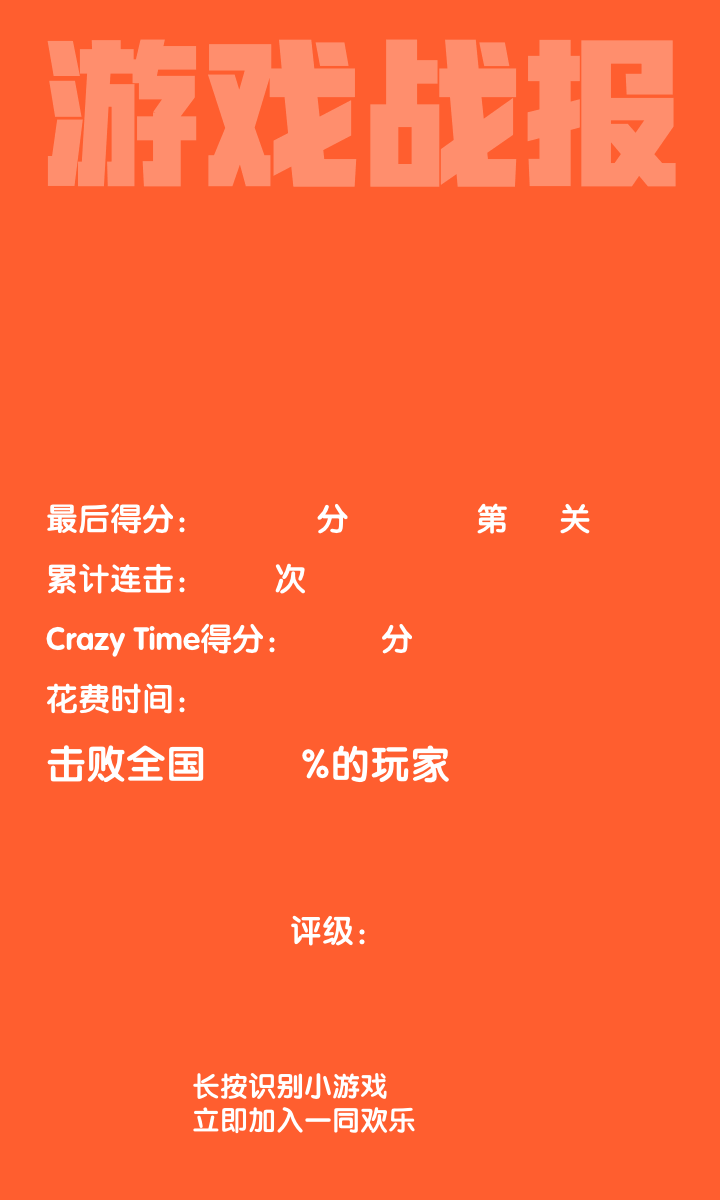 游戏战报
最后得分： 分 第 关
累计连击： 次
Crazy Time得分： 分
花费时间：
击败全国 %的玩家
评级：
长按识别小游戏
立即加入一同欢乐